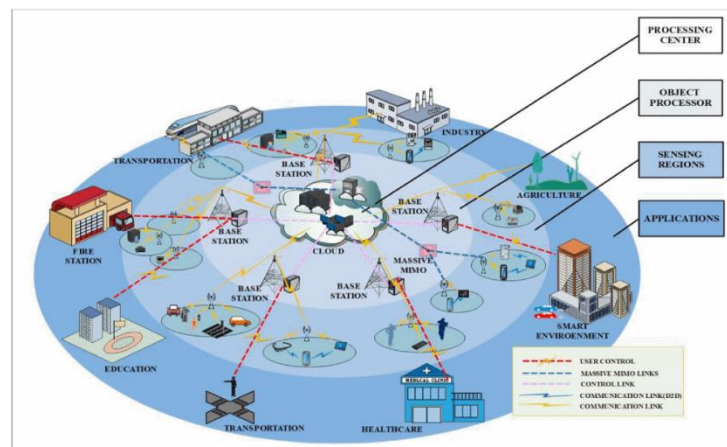 PROCESSING
CENTER
OBJECT
PROCESSOR
SENSING
REGIONS
APPLICATIONS
INDUSTRY
TRANSPORTATION
BASE
STATION
AGRICULTURE
BASE
STATION
FIRE
STATION
BASE
STATION
CLOUD
MASSIVE
MIMO
BASE
STATION
BASE
STATION
SMART
ENVIROENMENT
EDUCATION
MEDICAL CLINIC
TRANSPORTATION
HEALTHCARE
USER CONTROL
MASSIVE MIMO LINKS
CONTROL LINK
COMMUNICATION LINK(D2D)
COMMUNICATION LINK